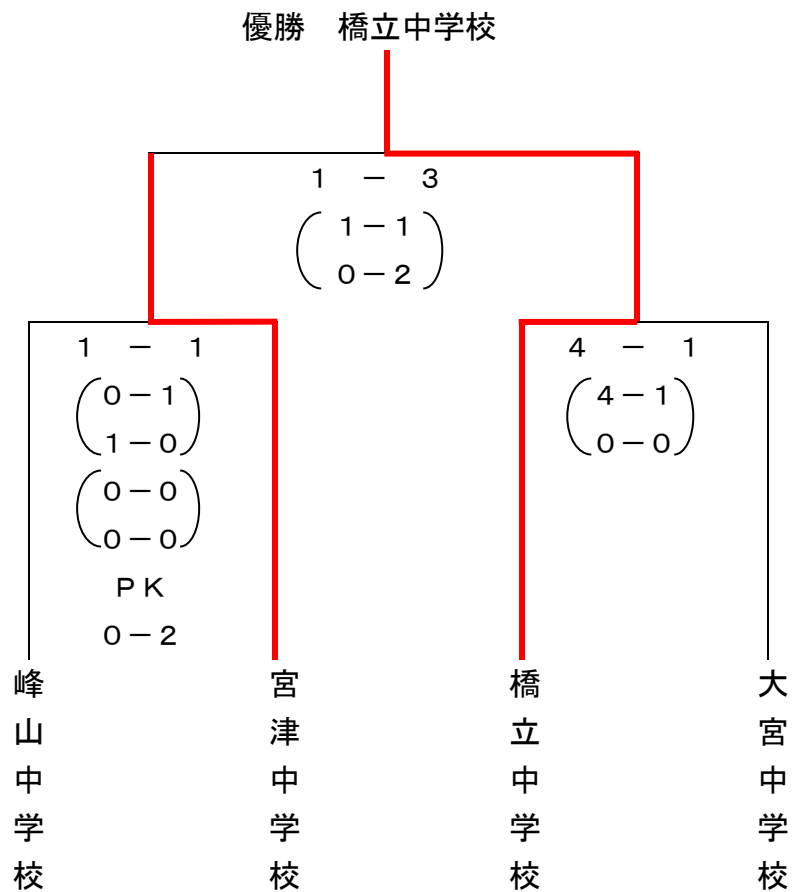 優勝　橋立中学校
１　－　３
１－１
０－２
１　－　１
０－１
１－０
０－０
０－０
ＰＫ
０－２
４　－　１
４－１
０－０
峰山中学校
宮津中学校
橋立中学校
大宮中学校